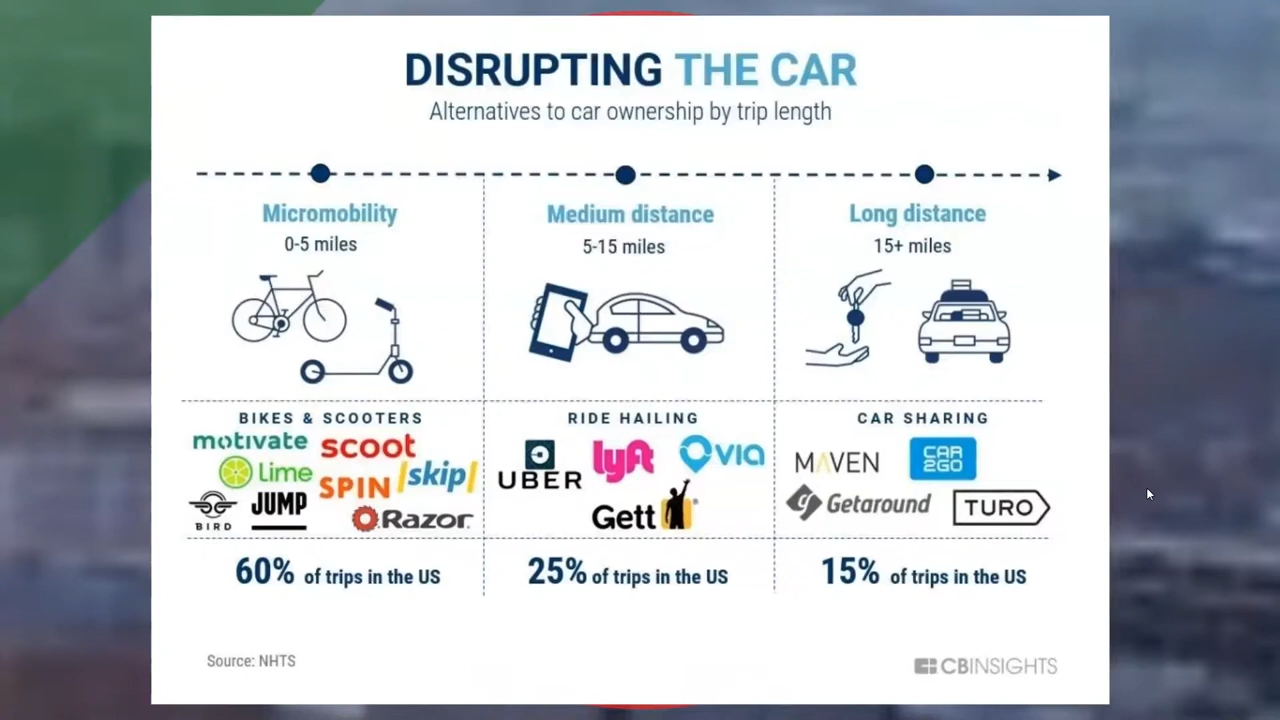 DISRUPTING THE CAR
Alternatives to car ownership by trip length
Micromobility
0-5 miles
Medium distance
5-15 miles
Long distance
15+ miles
BIKES & SCOOTERS
motivate
scoot
Lime
SPIN
|skip|
BIRD
JUMP
Razor
RIDE HAILING
UBER
lyft
VIA
Gett
CAR SHARING
MAVEN
CAR
2GO
Getaround
TURO
60% of trips in the US
25% of trips in the US
15% of trips in the US
Source: NHTS
CBINSIGHTS